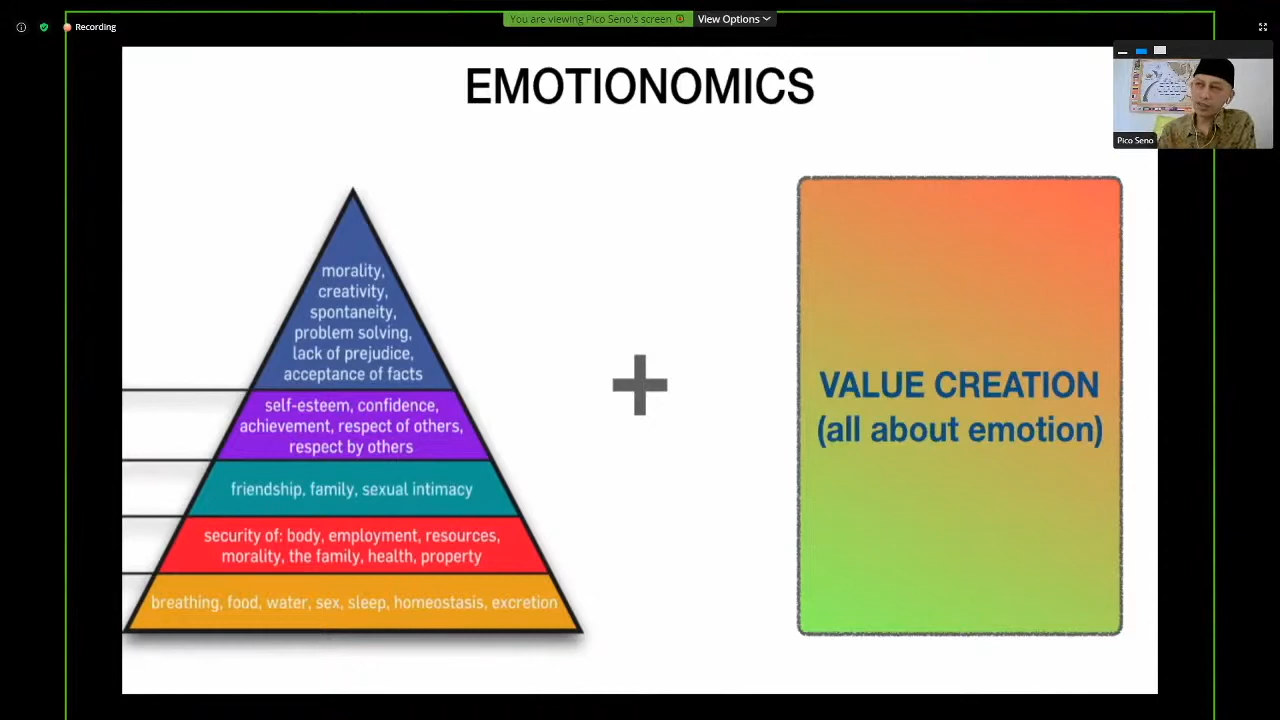 You are viewing Pico Seno's screen
View Options
Recording
EMOTIONOMICS
Pico Seno
morality,
creativity,
spontaneity,
problem solving,
lack of prejudice,
acceptance of facts
self-esteem, confidence,
achievement, respect of others,
respect by others
friendship, family, sexual intimacy
security of: body, employment, resources,
morality, the family, health, property
breathing, food, water, sex, sleep, homeostasis, excretion
+
VALUE CREATION
(all about emotion)